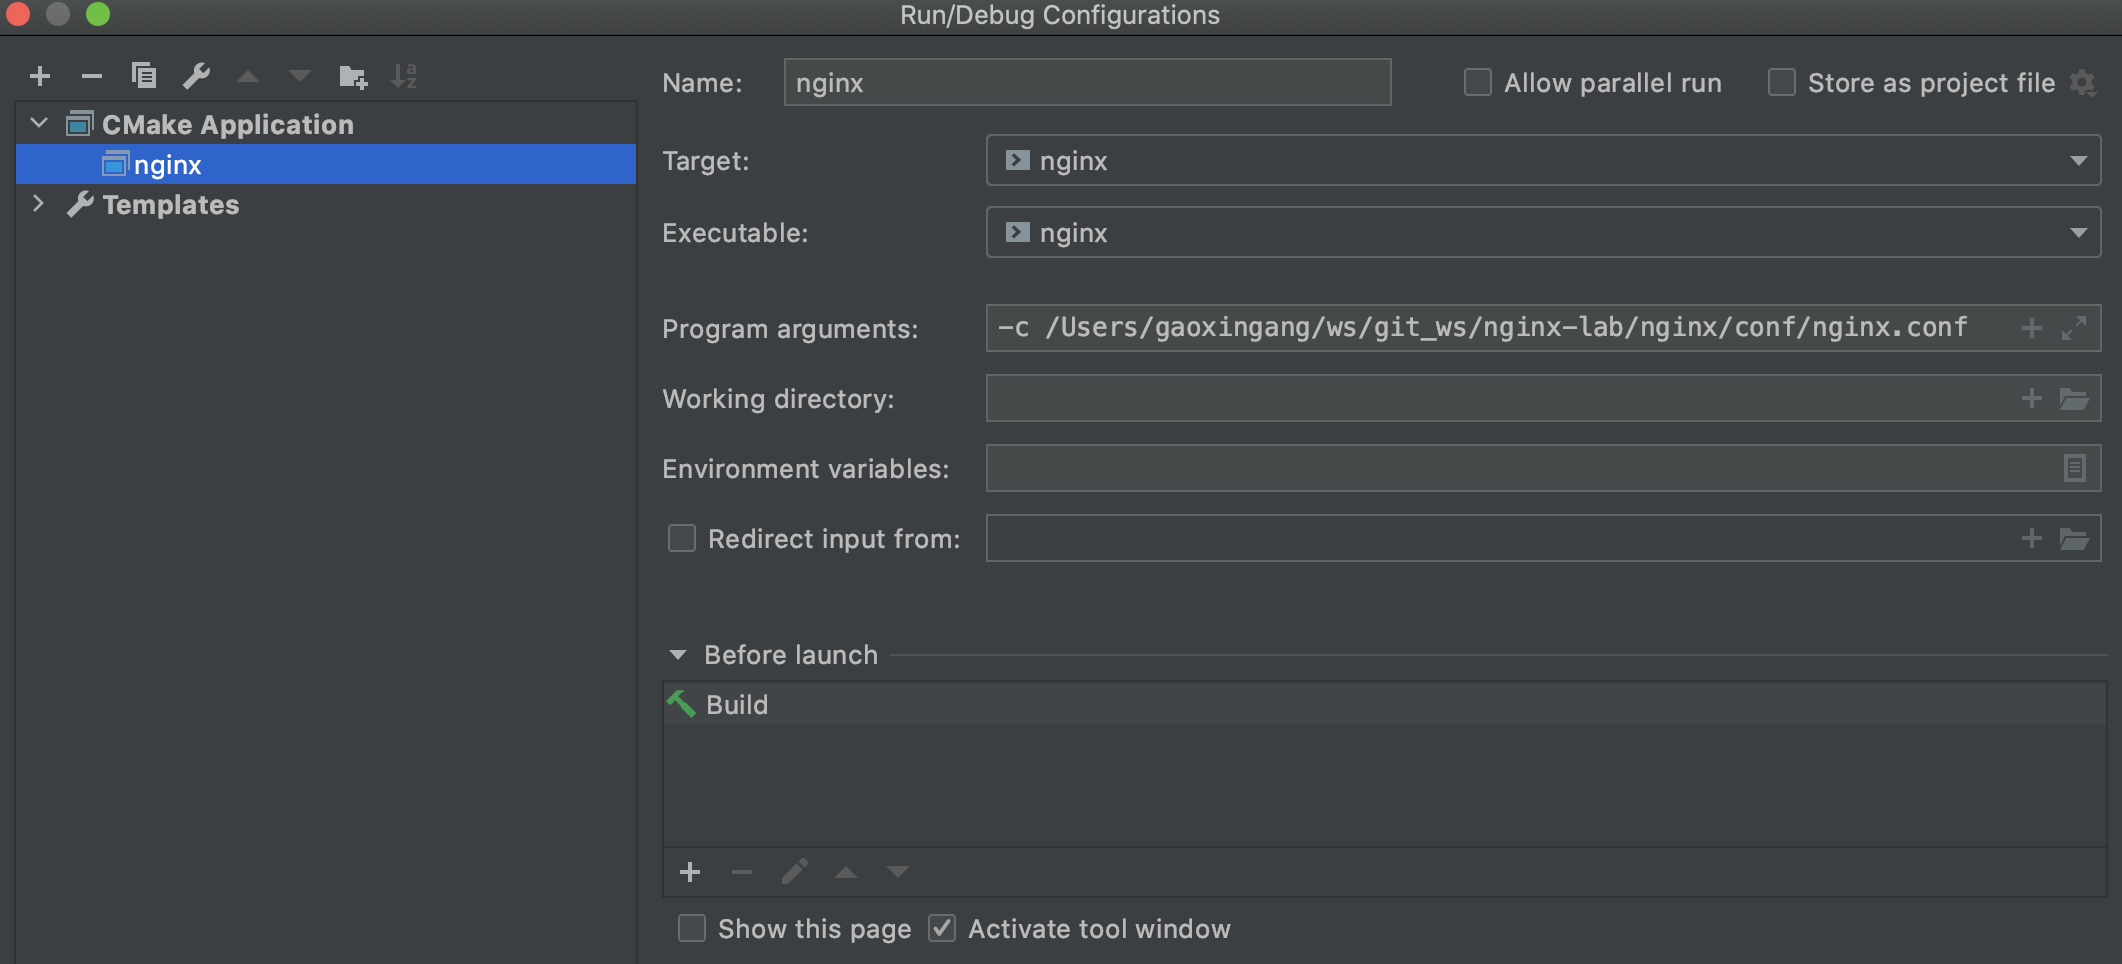 Run/Debug Configurations
CMake Application
nginx
Templates
Name: nginx
Allow parallel run
Store as project file
Target: nginx
Executable: nginx
Program arguments: -c /Users/gaoxingang/ws/git_ws/nginx-lab/nginx/conf/nginx.conf
Working directory:
Environment variables:
Redirect input from:
Before launch
Build
Show this page
Activate tool window